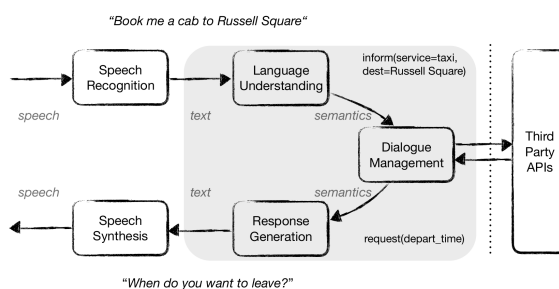 "Book me a cab to Russell Square“
Speech
Recognition
Language
Understanding
inform(service=taxi,
dest=Russell Square)
speech
text
semantics
Dialogue
Management
Third
Party
APIs
speech
text
semantics
Speech
Synthesis
Response
Generation
request(depart_time)
"When do you want to leave?"